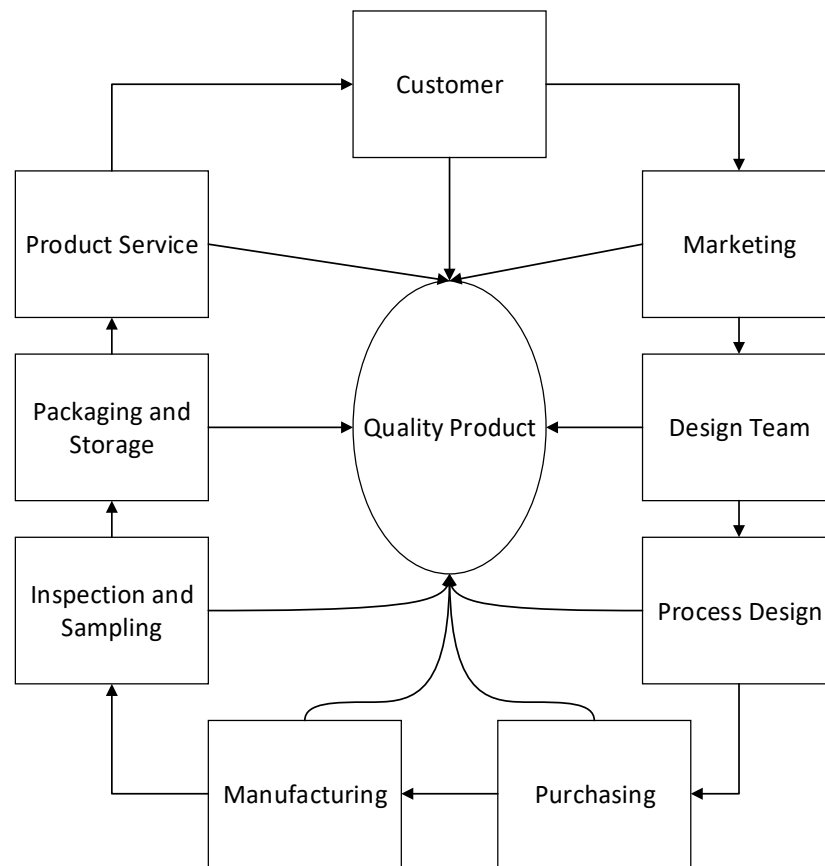 Customer
Product Service
Marketing
Packaging and
Storage
Quality Product
Design Team
Inspection and
Sampling
Process Design
Manufacturing
Purchasing